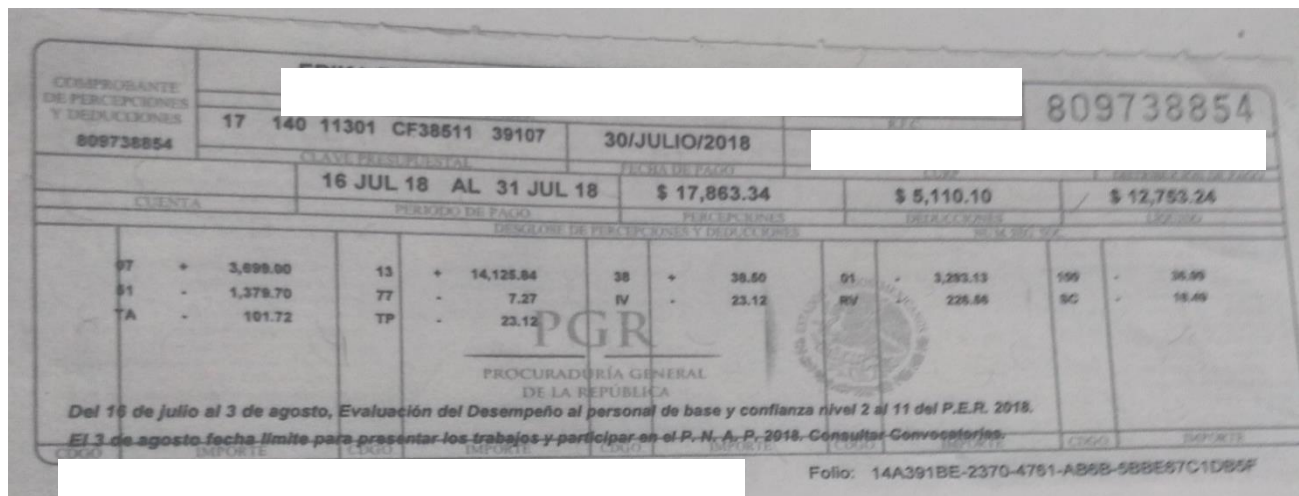 COMPROBANTE
DE PERCEPCIONES
Y DEDUCCIONES
809738854
809738854
17 140 11301 CF38511 39107
30/JULIO/2018
R.F.C.
CLAVE PRESUPUESTAL
FECHA DE PAGO
16 JUL 18 AL 31 JUL 18
$ 17,863.34
$ 5,110.10
$ 12,753.24
CUENTA
PERIODO DE PAGO
PERCEPCIONES
DEDUCCIONES
LIQUIDO
DESGLOSE DE PERCEPCIONES Y DEDUCCIONES
NUM. SEG. SOC.
07 + 3,699.00 13 + 14,125.84 38 + 38.50 01 - 3,293.13
51 - 1,379.70 77 - 7.27 IV - 23.12 RV - 226.56 SC -
TA - 101.72 TP - 23.12
PGR
PROCURADURÍA GENERAL
DE LA REPÚBLICA
Del 16 de julio al 3 de agosto, Evaluación del Desempeño al personal de base y confianza nivel 2 al 11 del P.E.R. 2018.
El 3 de agosto fecha límite para presentar los trabajos y participar en el P. N. A. P. 2018. Consultar Convocatorias.
CDGO IMPORTE CDGO IMPORTE CDGO IMPORTE CDGO IMPORTE CDGO IMPORTE
Folio: 14A391BE-2370-4761-AB6B-5BBE67C1DB5F